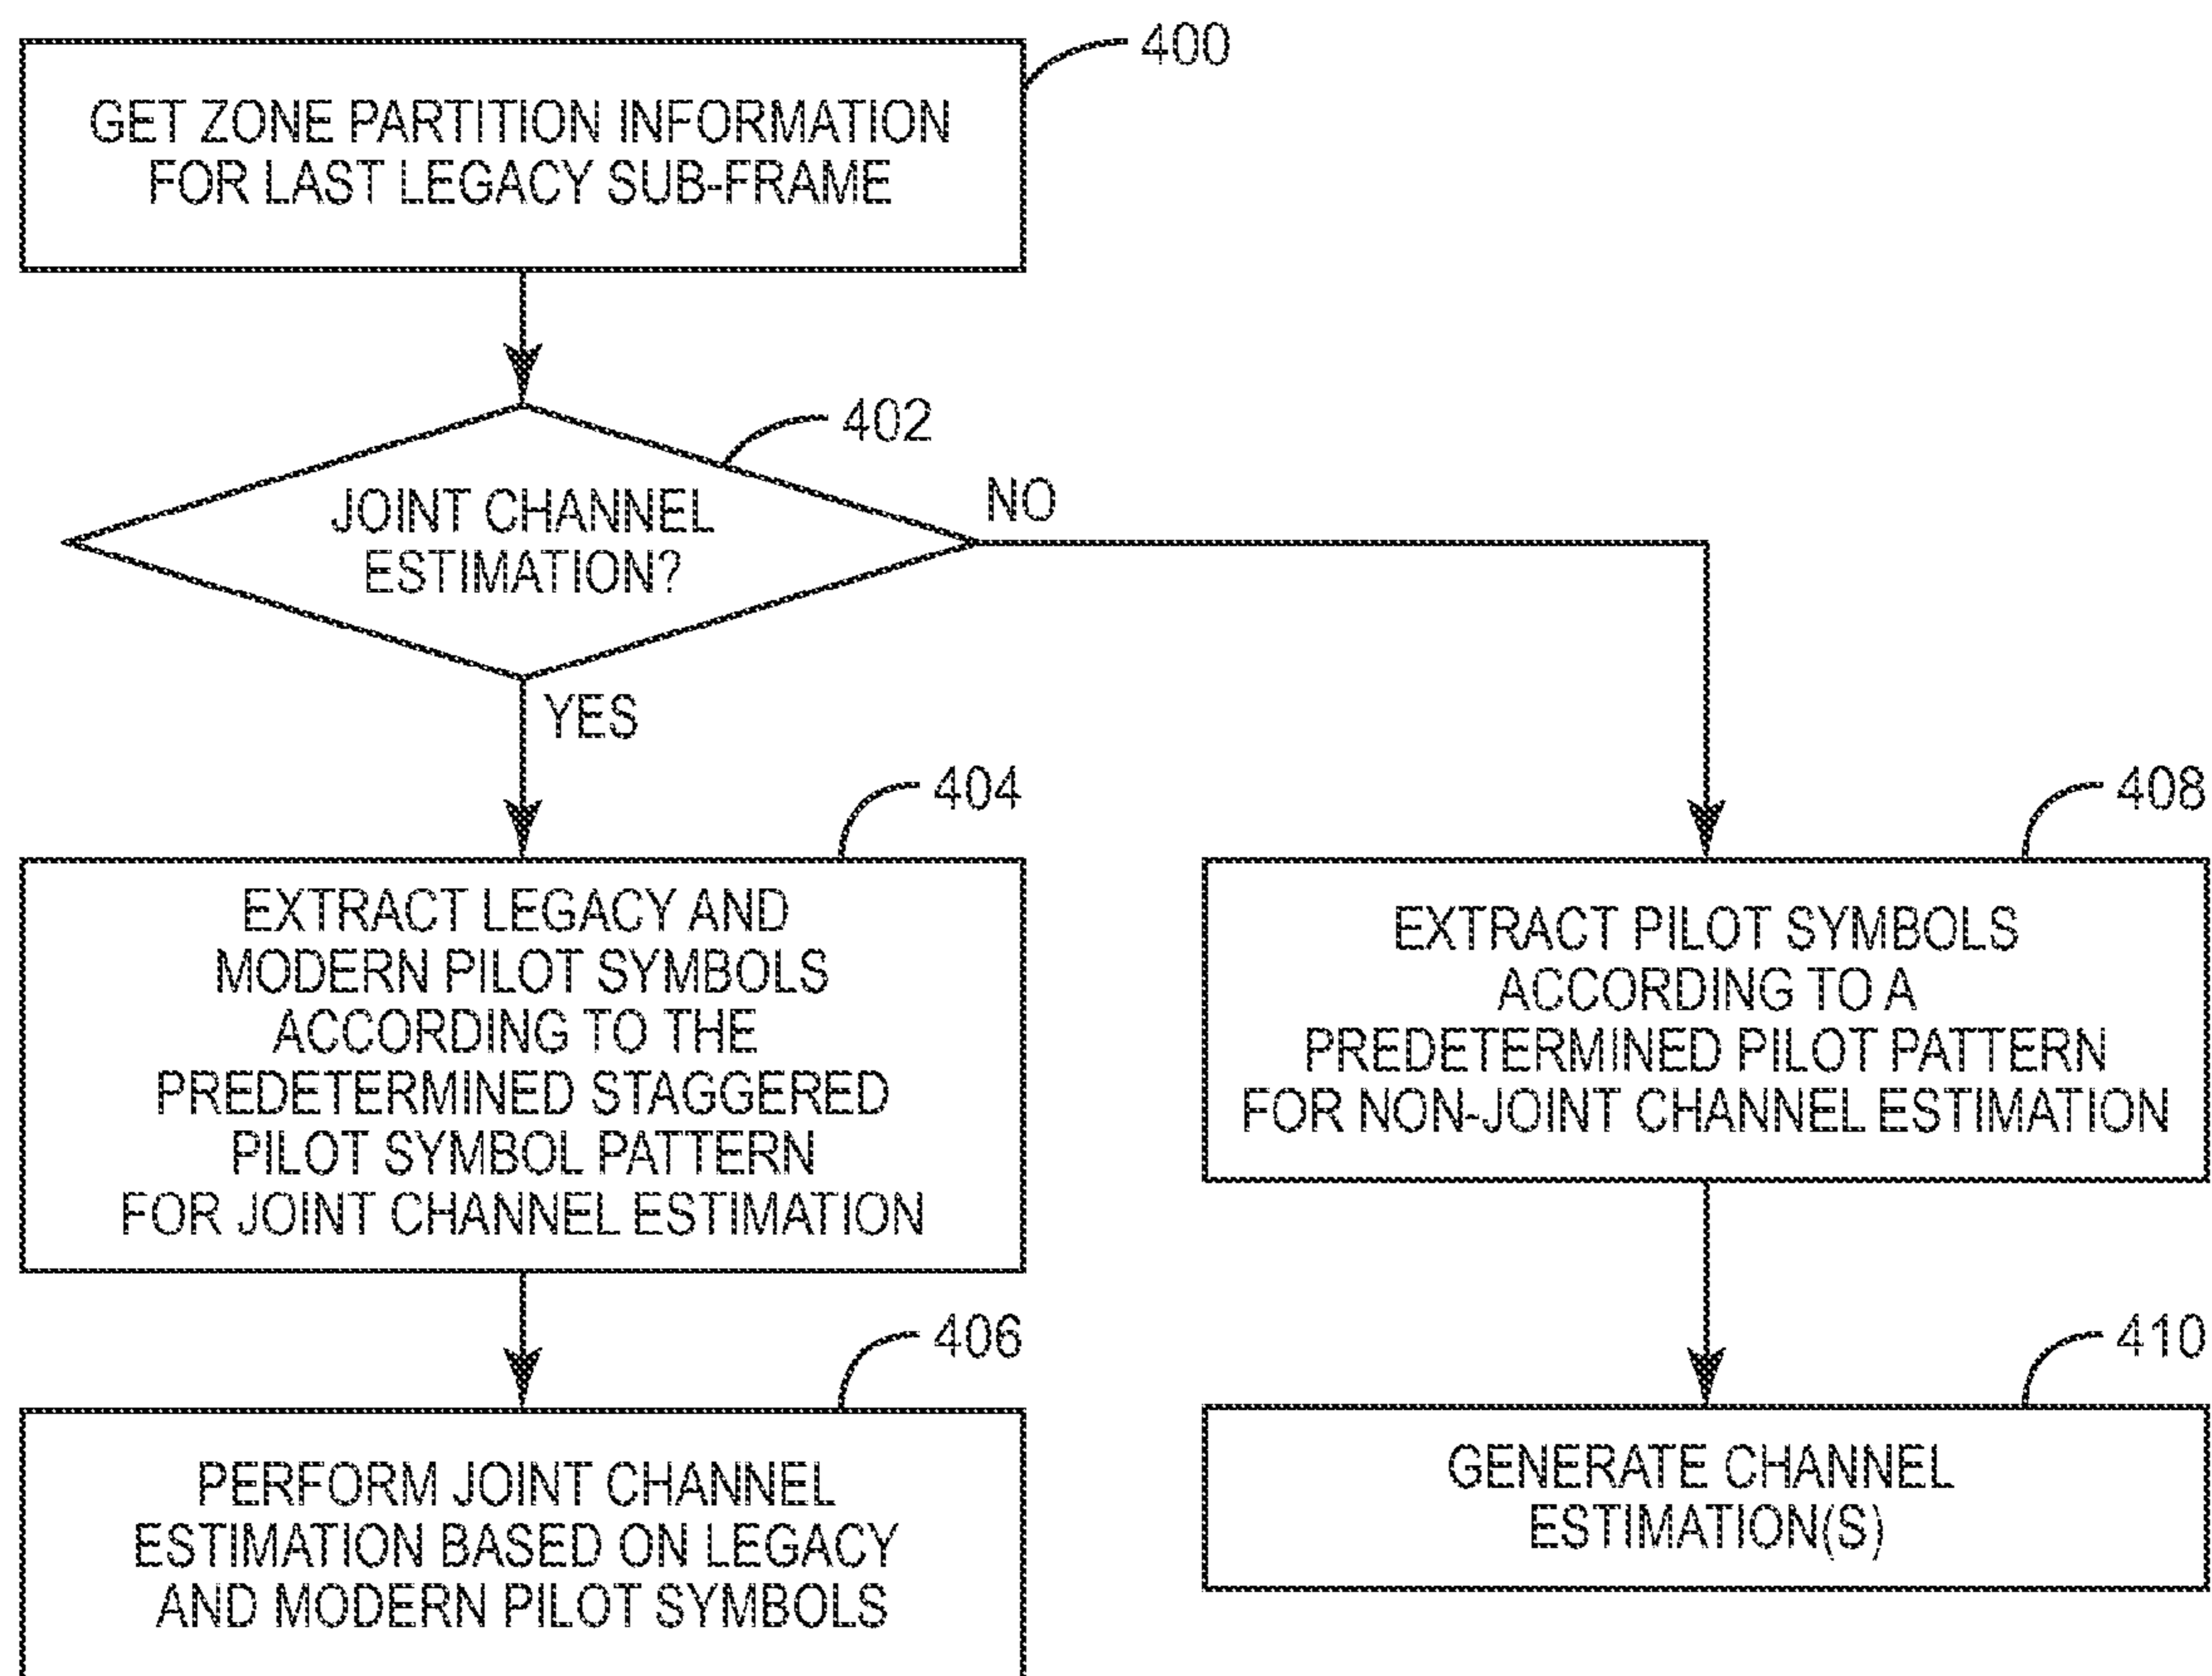 400
GET ZONE PARTITION INFORMATION
FOR LAST LEGACY SUB-FRAME
402
JOINT CHANNEL
ESTIMATION?
NO
YES
404
EXTRACT LEGACY AND
MODERN PILOT SYMBOLS
ACCORDING TO THE
PREDETERMINED STAGGERED
PILOT SYMBOL PATTERN
FOR JOINT CHANNEL ESTIMATION
408
EXTRACT PILOT SYMBOLS
ACCORDING TO A
PREDETERMINED PILOT PATTERN
FOR NON-JOINT CHANNEL ESTIMATION
406
PERFORM JOINT CHANNEL
ESTIMATION BASED ON LEGACY
AND MODERN PILOT SYMBOLS
410
GENERATE CHANNEL
ESTIMATION(S)